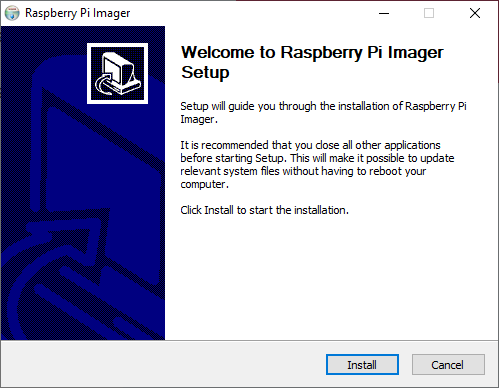 Raspberry Pi Imager
Welcome to Raspberry Pi Imager
Setup
Setup will guide you through the installation of Raspberry Pi
Imager.
It is recommended that you close all other applications
before starting Setup. This will make it possible to update
relevant system files without having to reboot your
computer.
Click Install to start the installation.
Install
Cancel